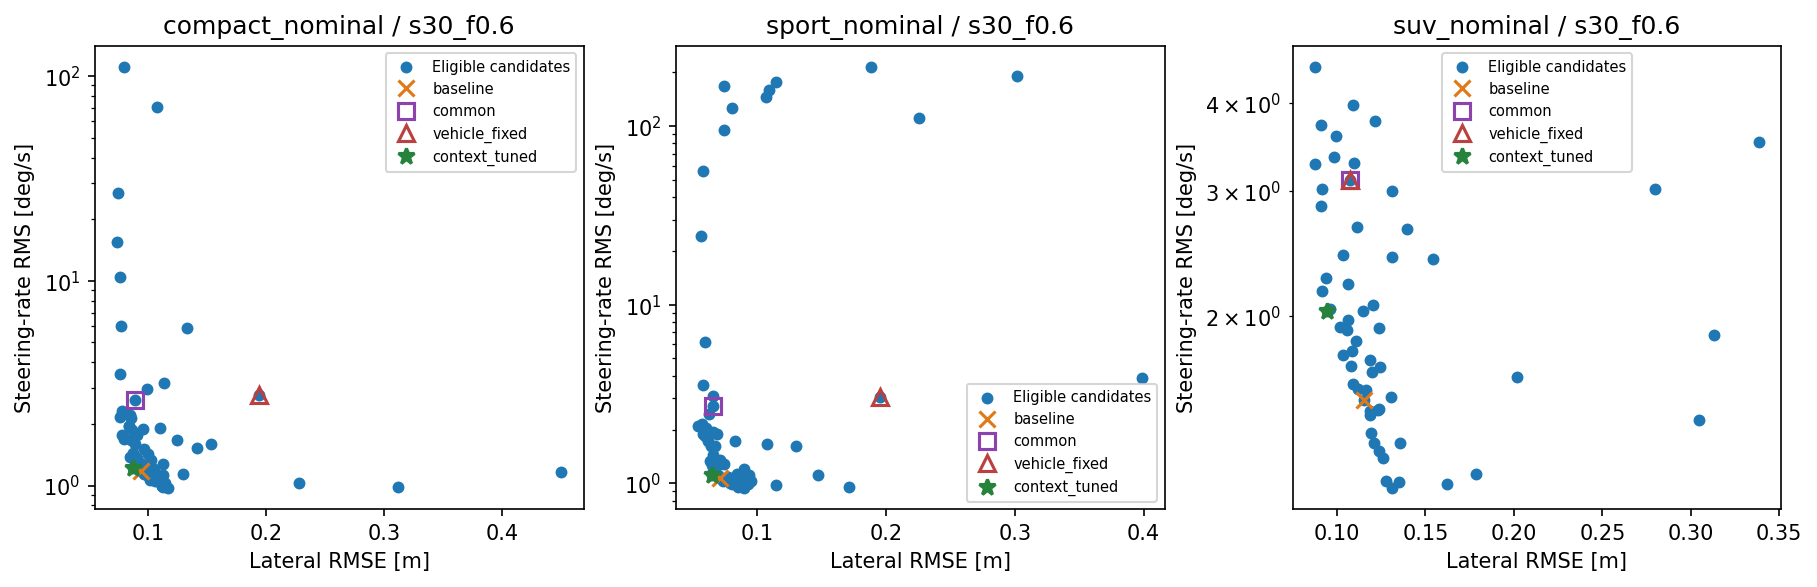 compact_nominal / s30_f0.6
Steering-rate RMS [deg/s]
10²
10¹
10⁰
Eligible candidates
baseline
common
vehicle_fixed
context_tuned
0.1
0.2
0.3
0.4
Lateral RMSE [m]
sport_nominal / s30_f0.6
Steering-rate RMS [deg/s]
10²
10¹
10⁰
Eligible candidates
baseline
common
vehicle_fixed
context_tuned
0.1
0.2
0.3
0.4
Lateral RMSE [m]
suv_nominal / s30_f0.6
Steering-rate RMS [deg/s]
4 × 10⁰
3 × 10⁰
2 × 10⁰
Eligible candidates
baseline
common
vehicle_fixed
context_tuned
0.10
0.15
0.20
0.25
0.30
0.35
Lateral RMSE [m]